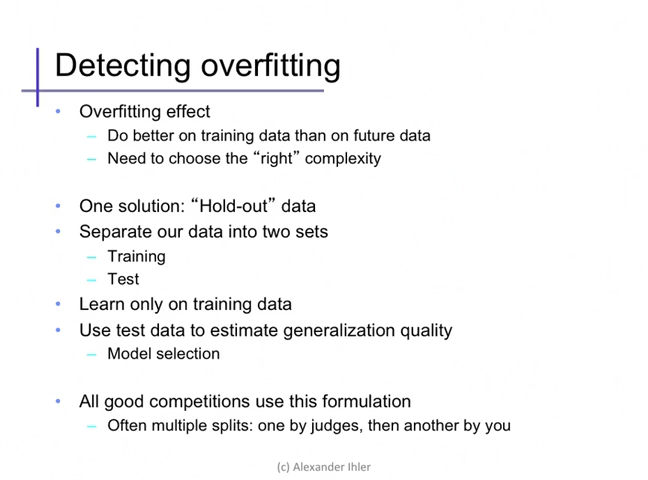 Detecting overfitting
• Overfitting effect
– Do better on training data than on future data
– Need to choose the “right” complexity
• One solution: “Hold-out” data
• Separate our data into two sets
– Training
– Test
• Learn only on training data
• Use test data to estimate generalization quality
– Model selection
• All good competitions use this formulation
– Often multiple splits: one by judges, then another by you
(c) Alexander Ihler